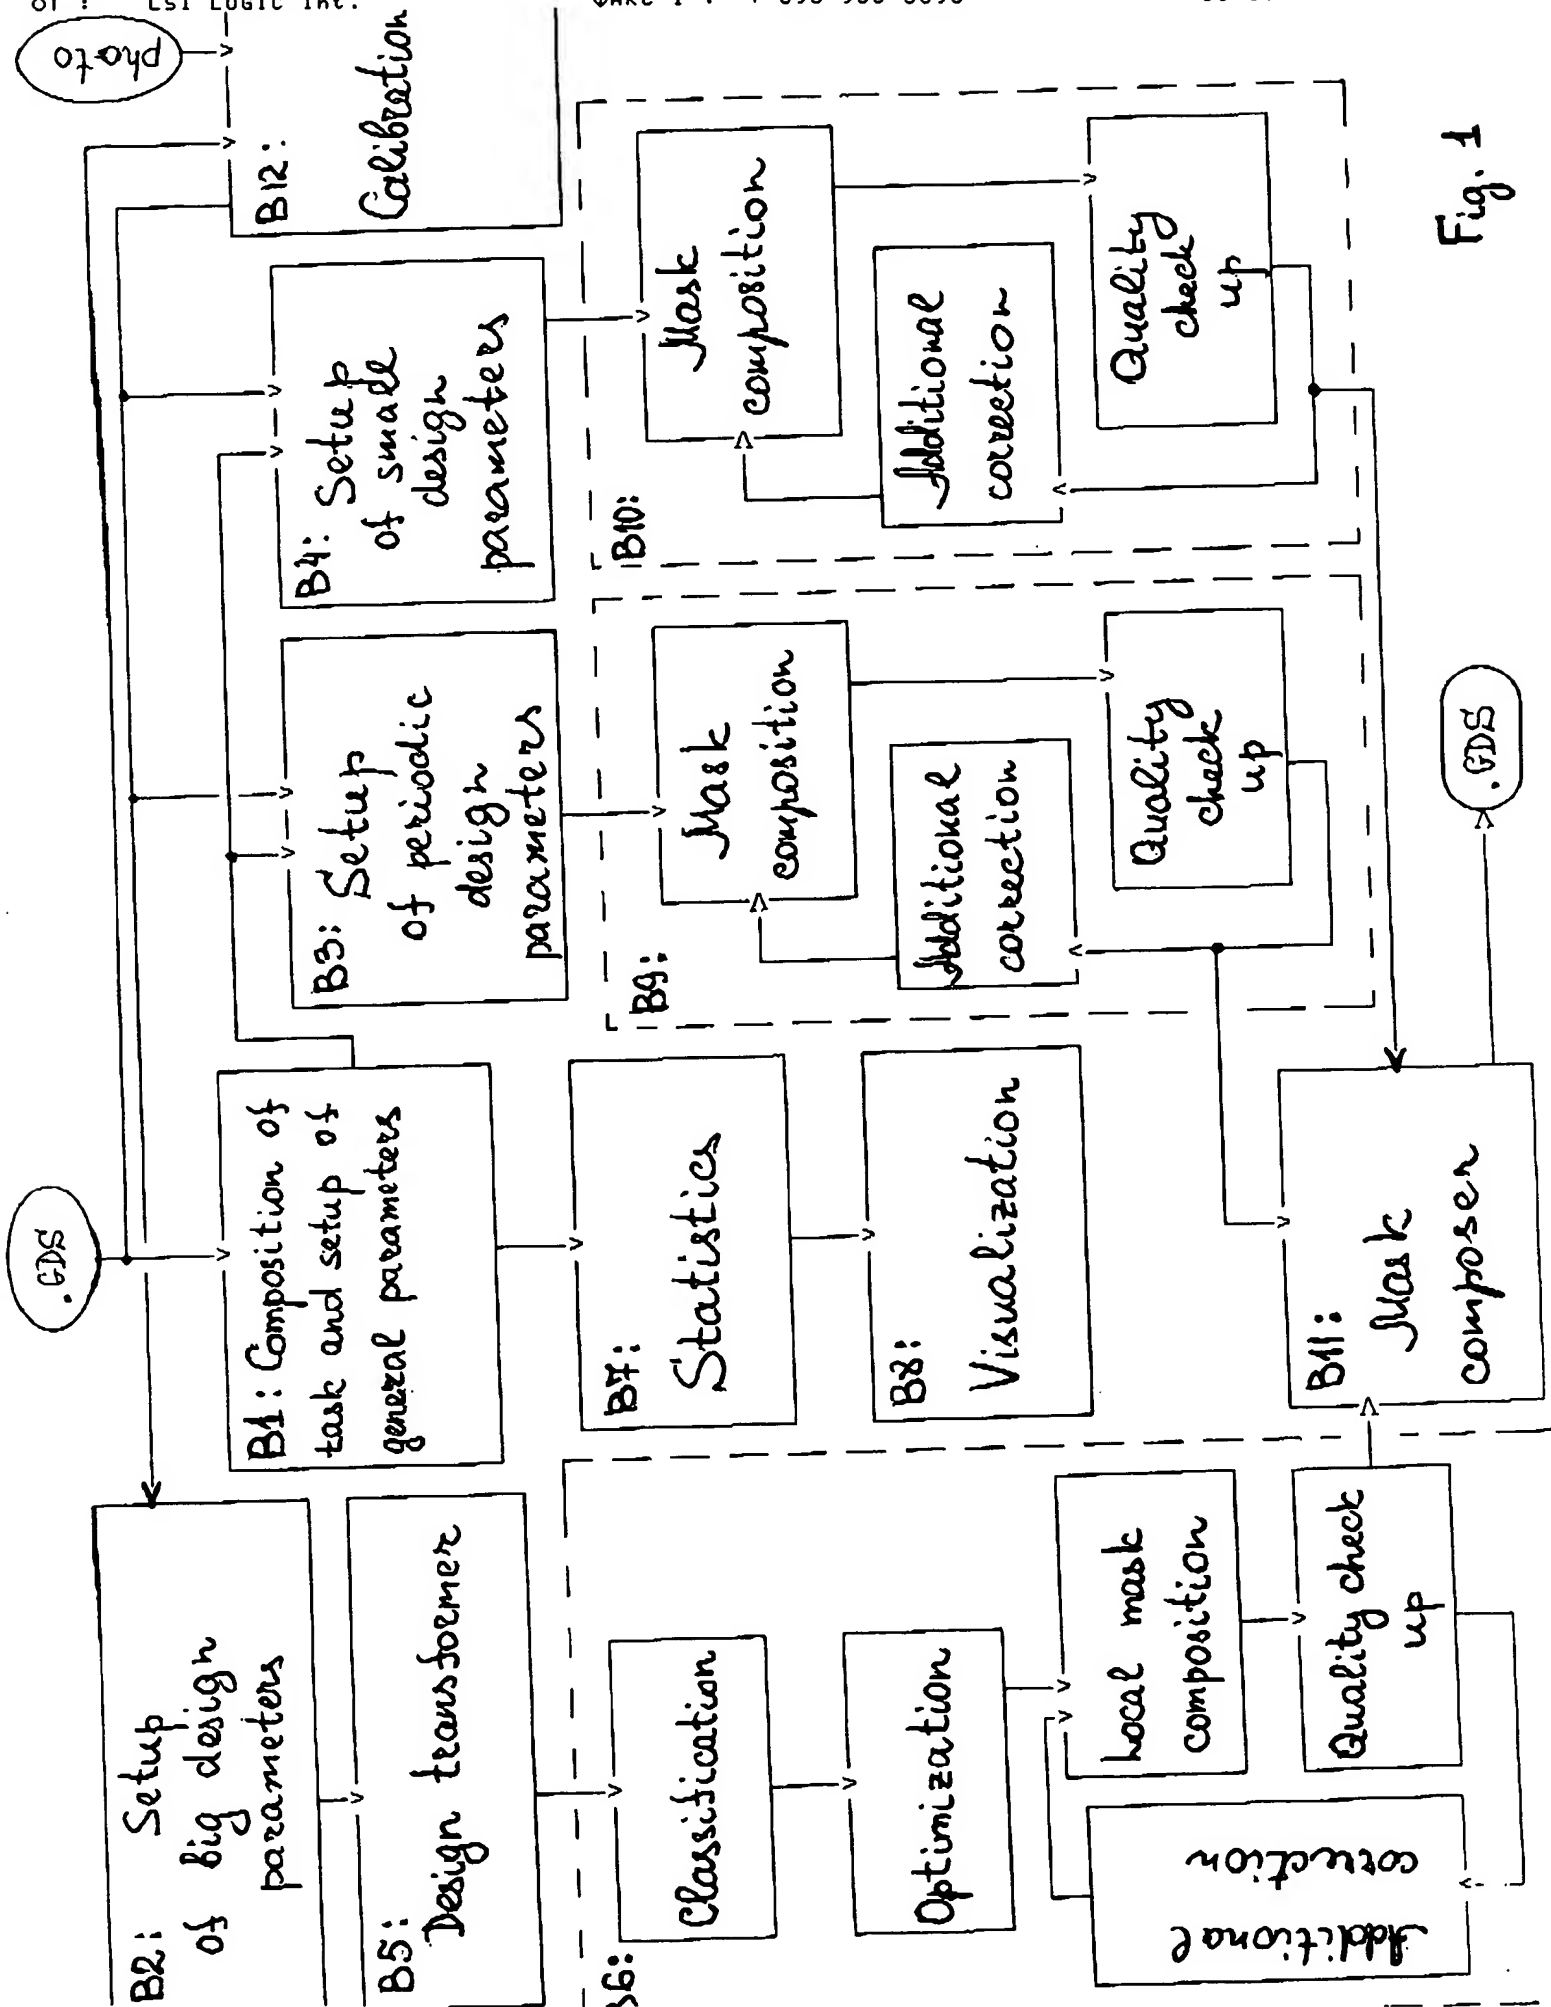 OT : LSI LOGIC Int.
photo
.GDS
B2: Setup
of big design
parameters
B5:
Design transformer
B6:
Classification
Optimization
Local mask
composition
Quality check
up
Additional
correction
B1: Composition of
task and setup of
general parameters
B7:
Statistics
B8:
Visualization
B11:
Mask
composer
.GDS
B3: Setup
of periodic
design
parameters
B9:
Mask
composition
Additional
correction
Quality
check
up
B4: Setup
of small
design
parameters
B10:
Mask
composition
Additional
correction
Quality
check
up
B12:
Calibration
Fig. 1